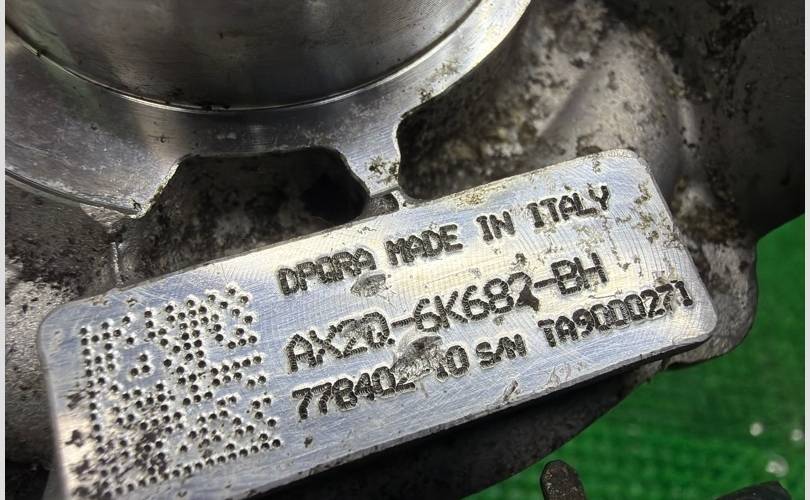 DPQRA MADE IN ITALY
AX2Q-6K682-BH
778402-10 S/N TA9000271